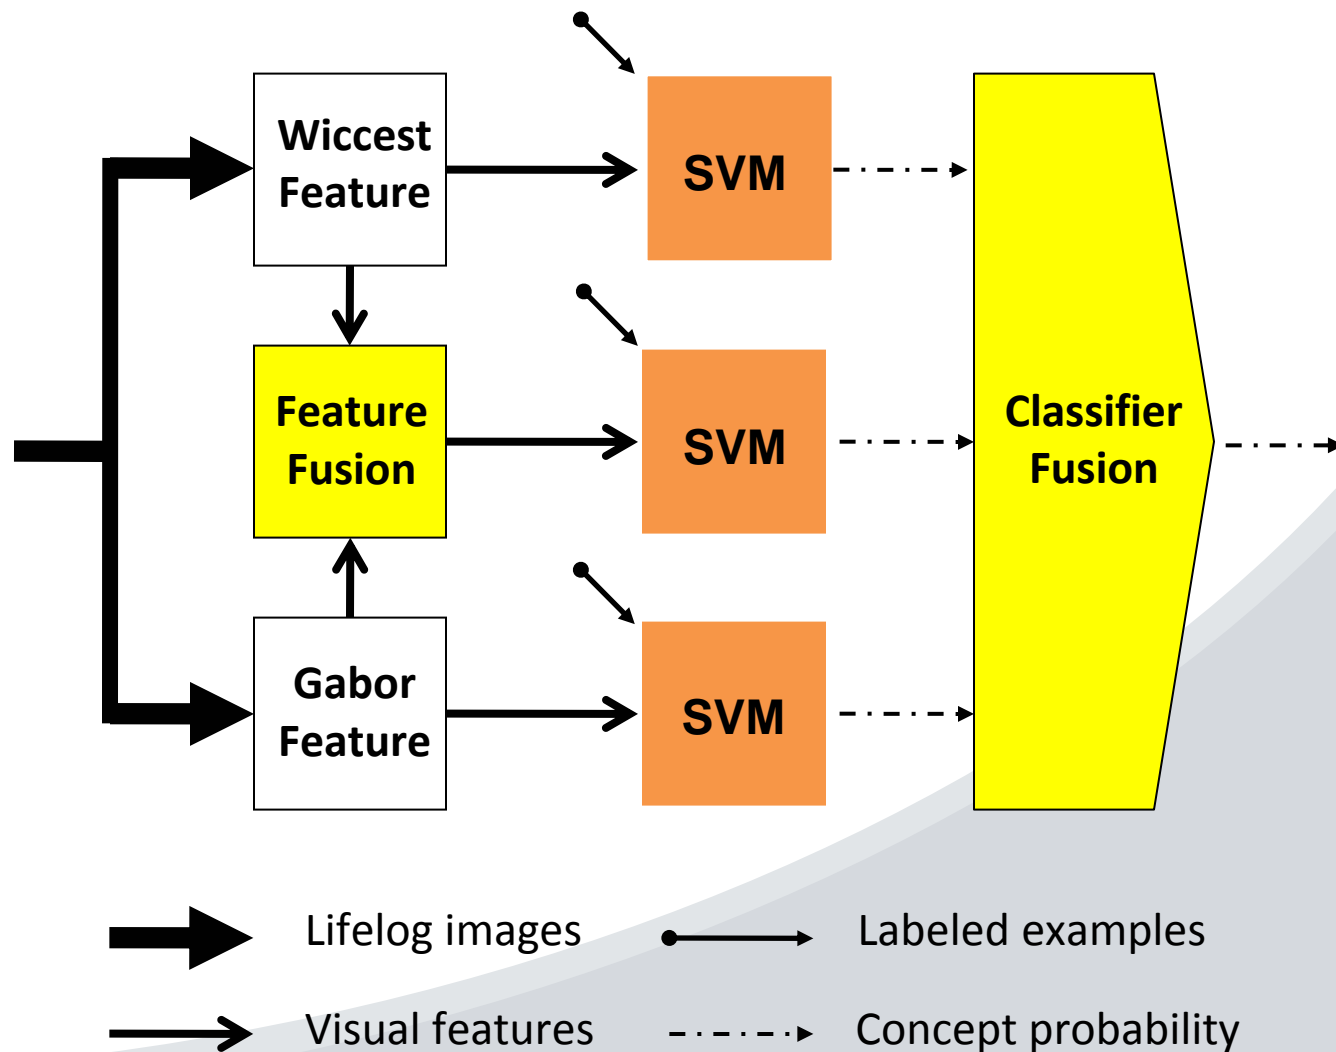 Wiccest
Feature
SVM
Feature
Fusion
SVM
Classifier
Fusion
Gabor
Feature
SVM
Lifelog images
Labeled examples
Visual features
Concept probability